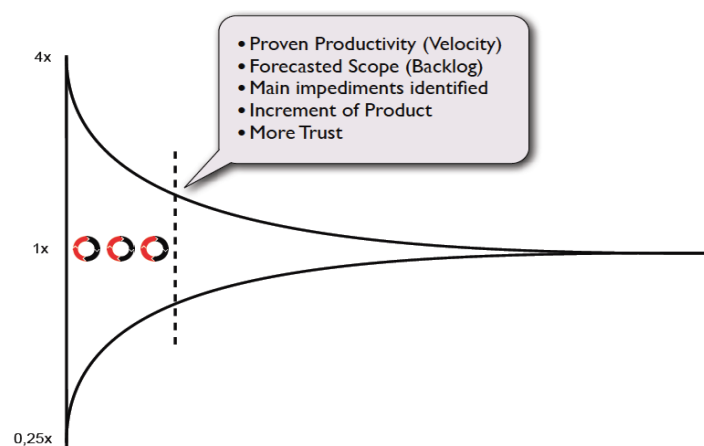 • Proven Productivity (Velocity)
• Forecasted Scope (Backlog)
• Main impediments identified
• Increment of Product
• More Trust
4x
1x
0,25x